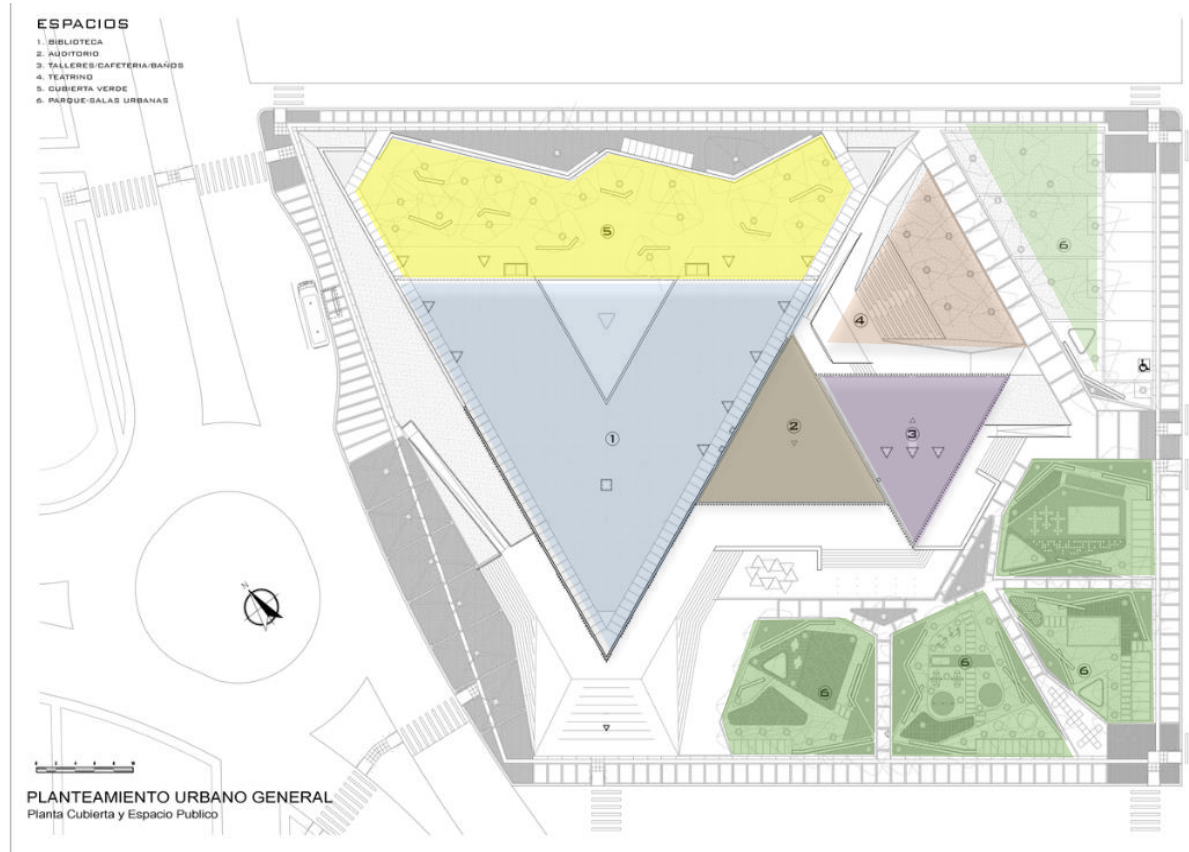 ESPACIOS
1. BIBLIOTECA
2. AUDITORIO
3. TALLERES/CAFETERIA/BAÑOS
4. TEATRINO
5. CUBIERTA VERDE
6. PARQUE-SALAS URBANAS
5
6
4
1
2
3
N
6
6
6
PLANTEAMIENTO URBANO GENERAL
Planta Cubierta y Espacio Publico